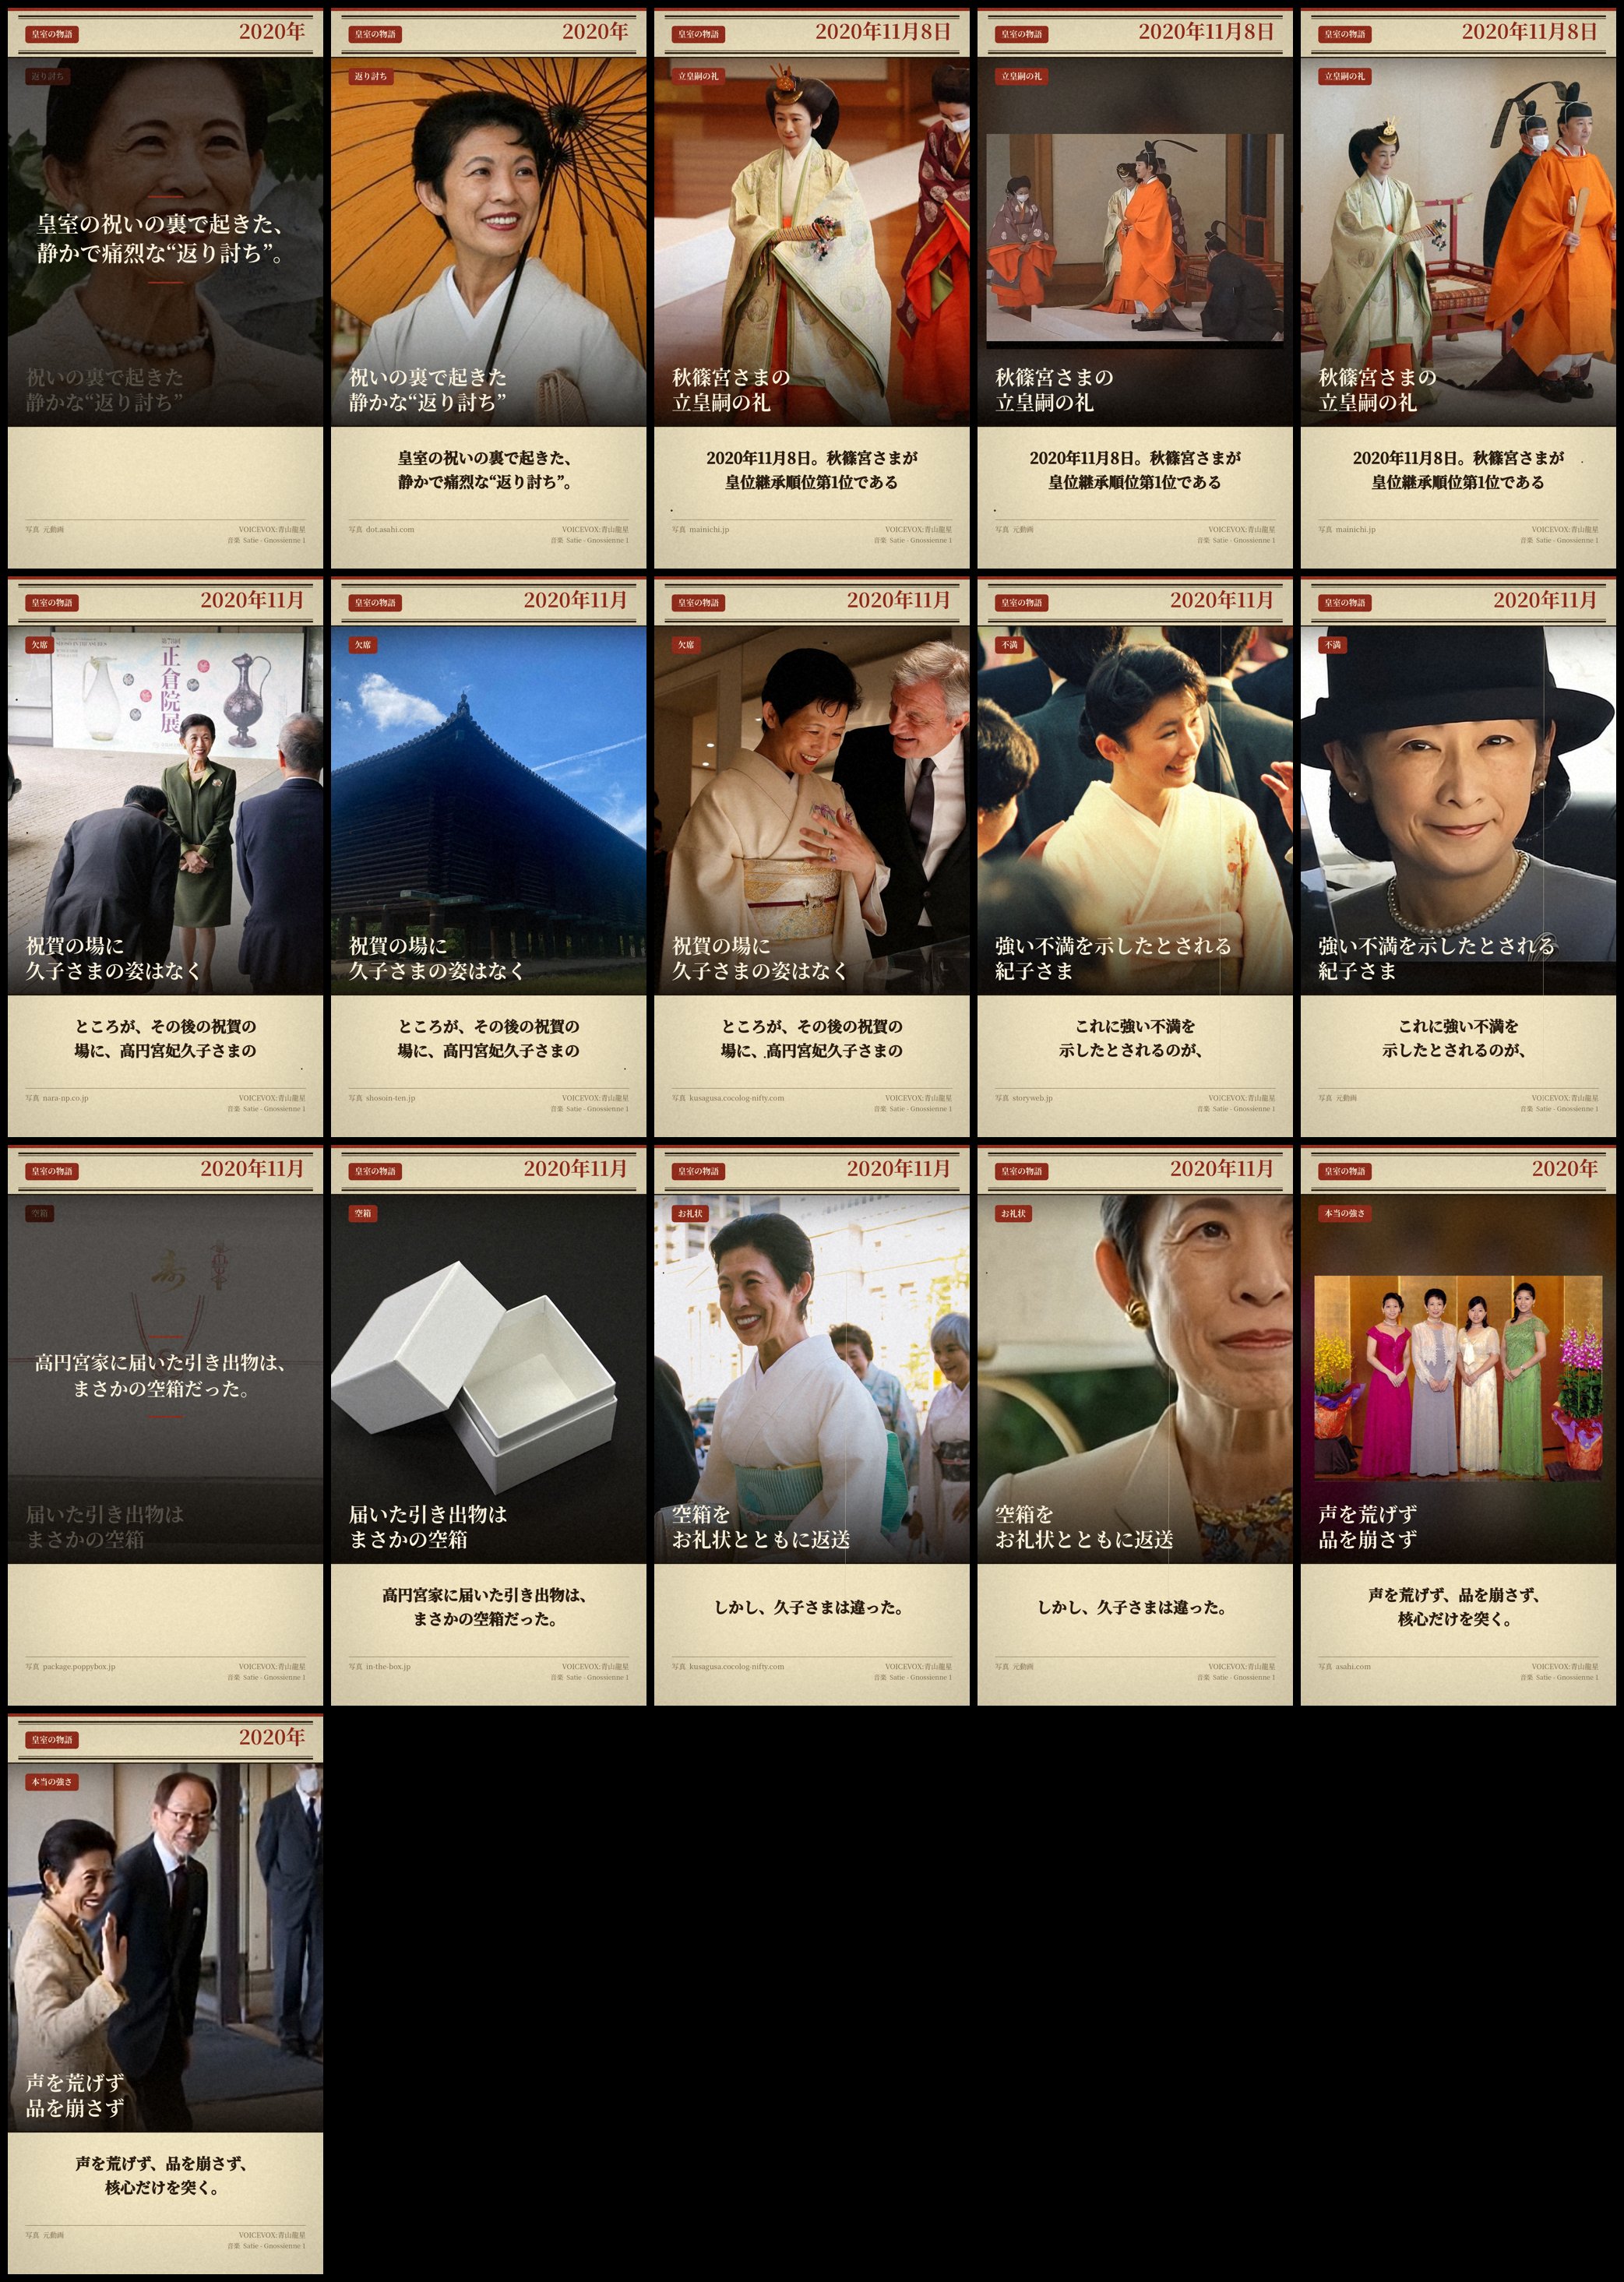 皇室の物語
2020年
返り討ち
皇室の祝いの裏で起きた、
静かで痛烈な“返り討ち”。
祝いの裏で起きた
静かな“返り討ち”
写真 元動画
VOICEVOX:青山龍星
音楽 Satie - Gnossienne 1
皇室の物語
2020年
返り討ち
祝いの裏で起きた
静かな“返り討ち”
皇室の祝いの裏で起きた、
静かで痛烈な“返り討ち”。
写真 dot.asahi.com
VOICEVOX:青山龍星
音楽 Satie - Gnossienne 1
皇室の物語
2020年11月8日
立皇嗣の礼
秋篠宮さまの
立皇嗣の礼
2020年11月8日。秋篠宮さまが
皇位継承順位第1位である
写真 mainichi.jp
VOICEVOX:青山龍星
音楽 Satie - Gnossienne 1
皇室の物語
2020年11月8日
立皇嗣の礼
秋篠宮さまの
立皇嗣の礼
2020年11月8日。秋篠宮さまが
皇位継承順位第1位である
VOICEVOX:青山龍星
音楽 Satie - Gnossienne 1
皇室の物語
2020年11月8日
立皇嗣の礼
秋篠宮さまの
立皇嗣の礼
2020年11月8日。秋篠宮さまが
皇位継承順位第1位である
写真 mainichi.jp
VOICEVOX:青山龍星
音楽 Satie - Gnossienne 1
皇室の物語
2020年11月
欠席
正倉院展
祝賀の場に
久子さまの姿はなく
ところが、その後の祝賀の
場に、高円宮妃久子さまの
写真 nara-np.co.jp
VOICEVOX:青山龍星
音楽 Satie - Gnossienne 1
皇室の物語
2020年11月
欠席
祝賀の場に
久子さまの姿はなく
ところが、その後の祝賀の
場に、高円宮妃久子さまの
写真 shosoin-ten.jp
VOICEVOX:青山龍星
音楽 Satie - Gnossienne 1
皇室の物語
2020年11月
欠席
祝賀の場に
久子さまの姿はなく
ところが、その後の祝賀の
場に、高円宮妃久子さまの
写真 kusagusa.cocolog-nifty.com
VOICEVOX:青山龍星
音楽 Satie - Gnossienne 1
皇室の物語
2020年11月
不満
強い不満を示したとされる
紀子さま
これに強い不満を
示したとされるのが、
写真 storyweb.jp
VOICEVOX:青山龍星
音楽 Satie - Gnossienne 1
皇室の物語
2020年11月
不満
強い不満を示したとされる
紀子さま
これに強い不満を
示したとされるのが、
写真 元動画
VOICEVOX:青山龍星
音楽 Satie - Gnossienne 1
皇室の物語
2020年11月
空箱
寿
高円宮家に届いた引き出物は、
まさかの空箱だった。
届いた引き出物は
まさかの空箱
写真 package.poppybox.jp
VOICEVOX:青山龍星
音楽 Satie - Gnossienne 1
皇室の物語
2020年11月
空箱
届いた引き出物は
まさかの空箱
高円宮家に届いた引き出物は、
まさかの空箱だった。
写真 in-the-box.jp
VOICEVOX:青山龍星
音楽 Satie - Gnossienne 1
皇室の物語
2020年11月
お礼状
空箱を
お礼状とともに返送
しかし、久子さまは違った。
写真 kusagusa.cocolog-nifty.com
VOICEVOX:青山龍星
音楽 Satie - Gnossienne 1
皇室の物語
2020年11月
お礼状
空箱を
お礼状とともに返送
しかし、久子さまは違った。
写真 元動画
VOICEVOX:青山龍星
音楽 Satie - Gnossienne 1
皇室の物語
2020年
本当の強さ
声を荒げず
品を崩さず
声を荒げず、品を崩さず、
核心だけを突く。
写真 asahi.com
VOICEVOX:青山龍星
音楽 Satie - Gnossienne 1
皇室の物語
2020年
本当の強さ
声を荒げず
品を崩さず
声を荒げず、品を崩さず、
核心だけを突く。
写真 元動画
VOICEVOX:青山龍星
音楽 Satie - Gnossienne 1